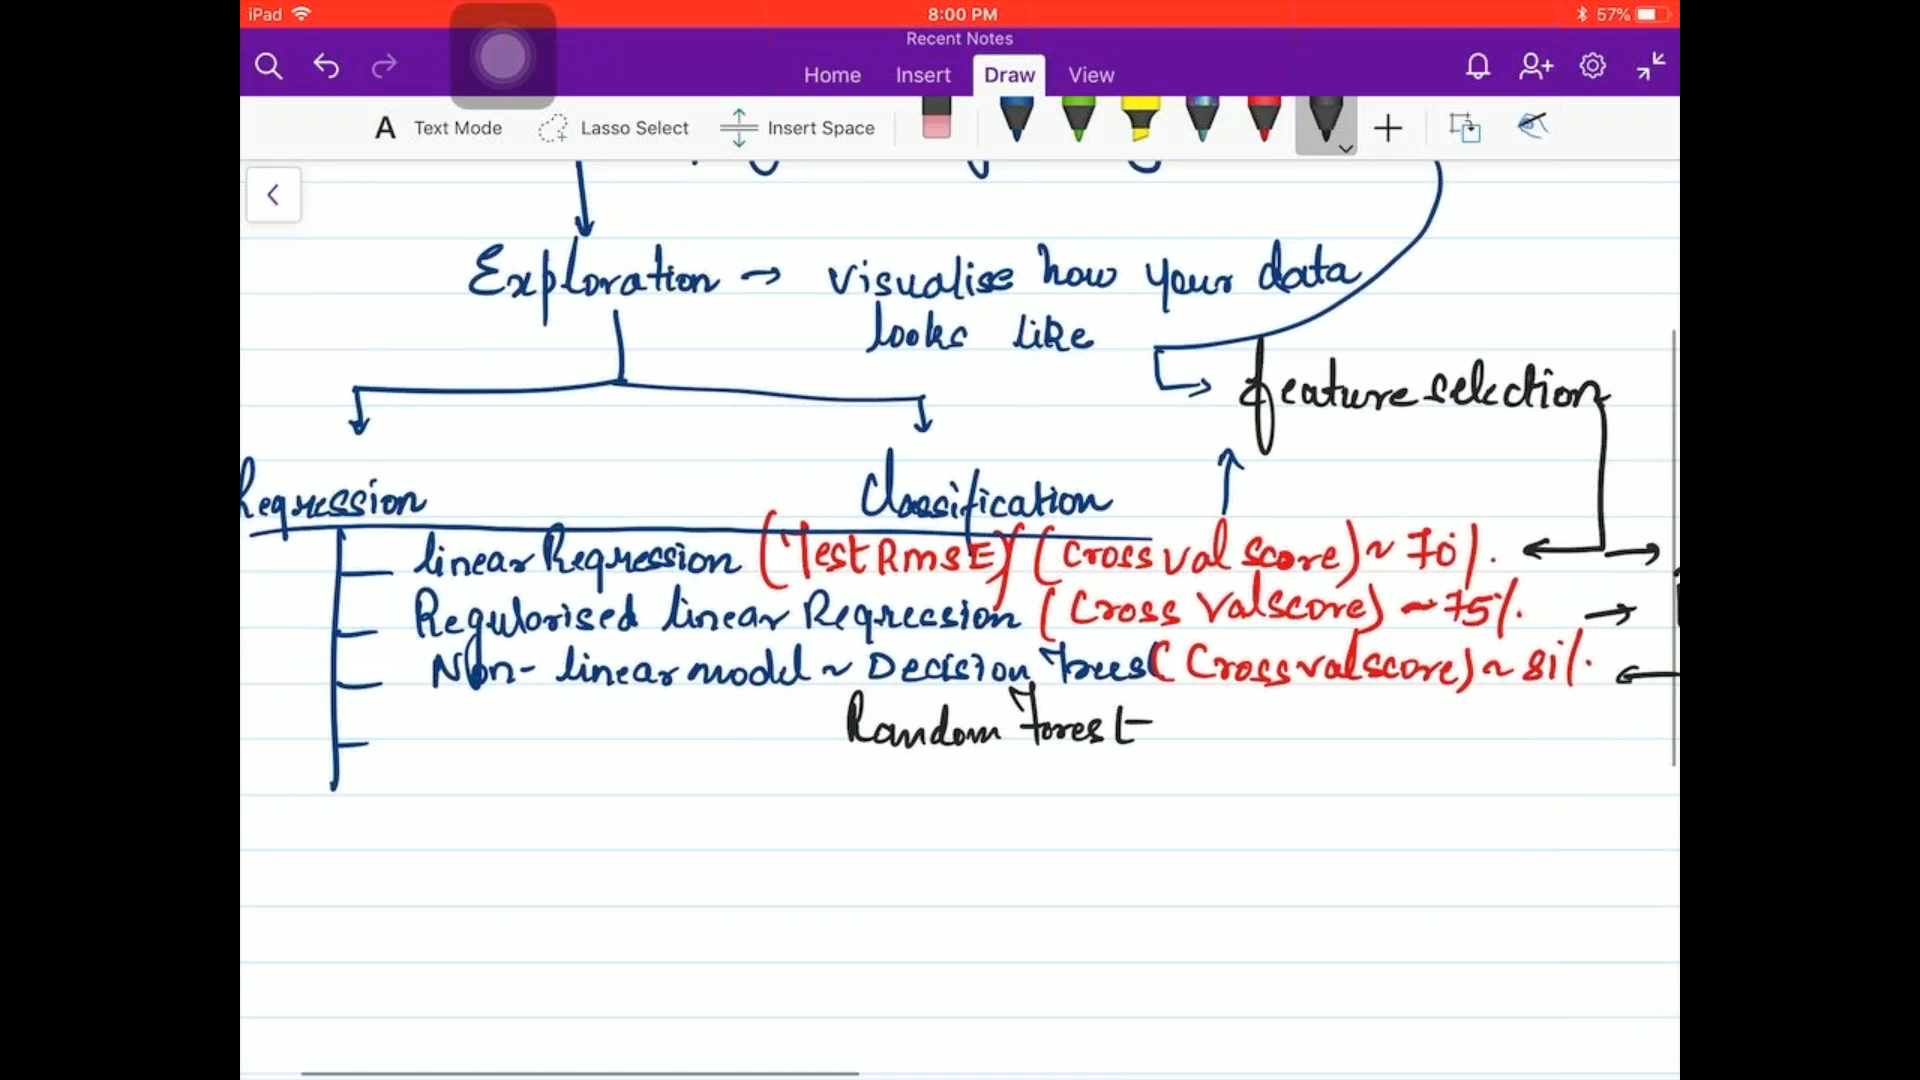 iPad 8:00 PM 57%
Recent Notes
Home Insert Draw View
A Text Mode Lasso Select Insert Space
Exploration → visualise how your data
looks like
feature selection
Regression Classification
linear Regression (Test RmsE) (cross val score) ~ 70%.
Regularised linear Regression (Cross Valscore) ~ 75%.
Non-linear model ~ Decision Trees (Crossvalscore) ~ 81%.
Random Forest